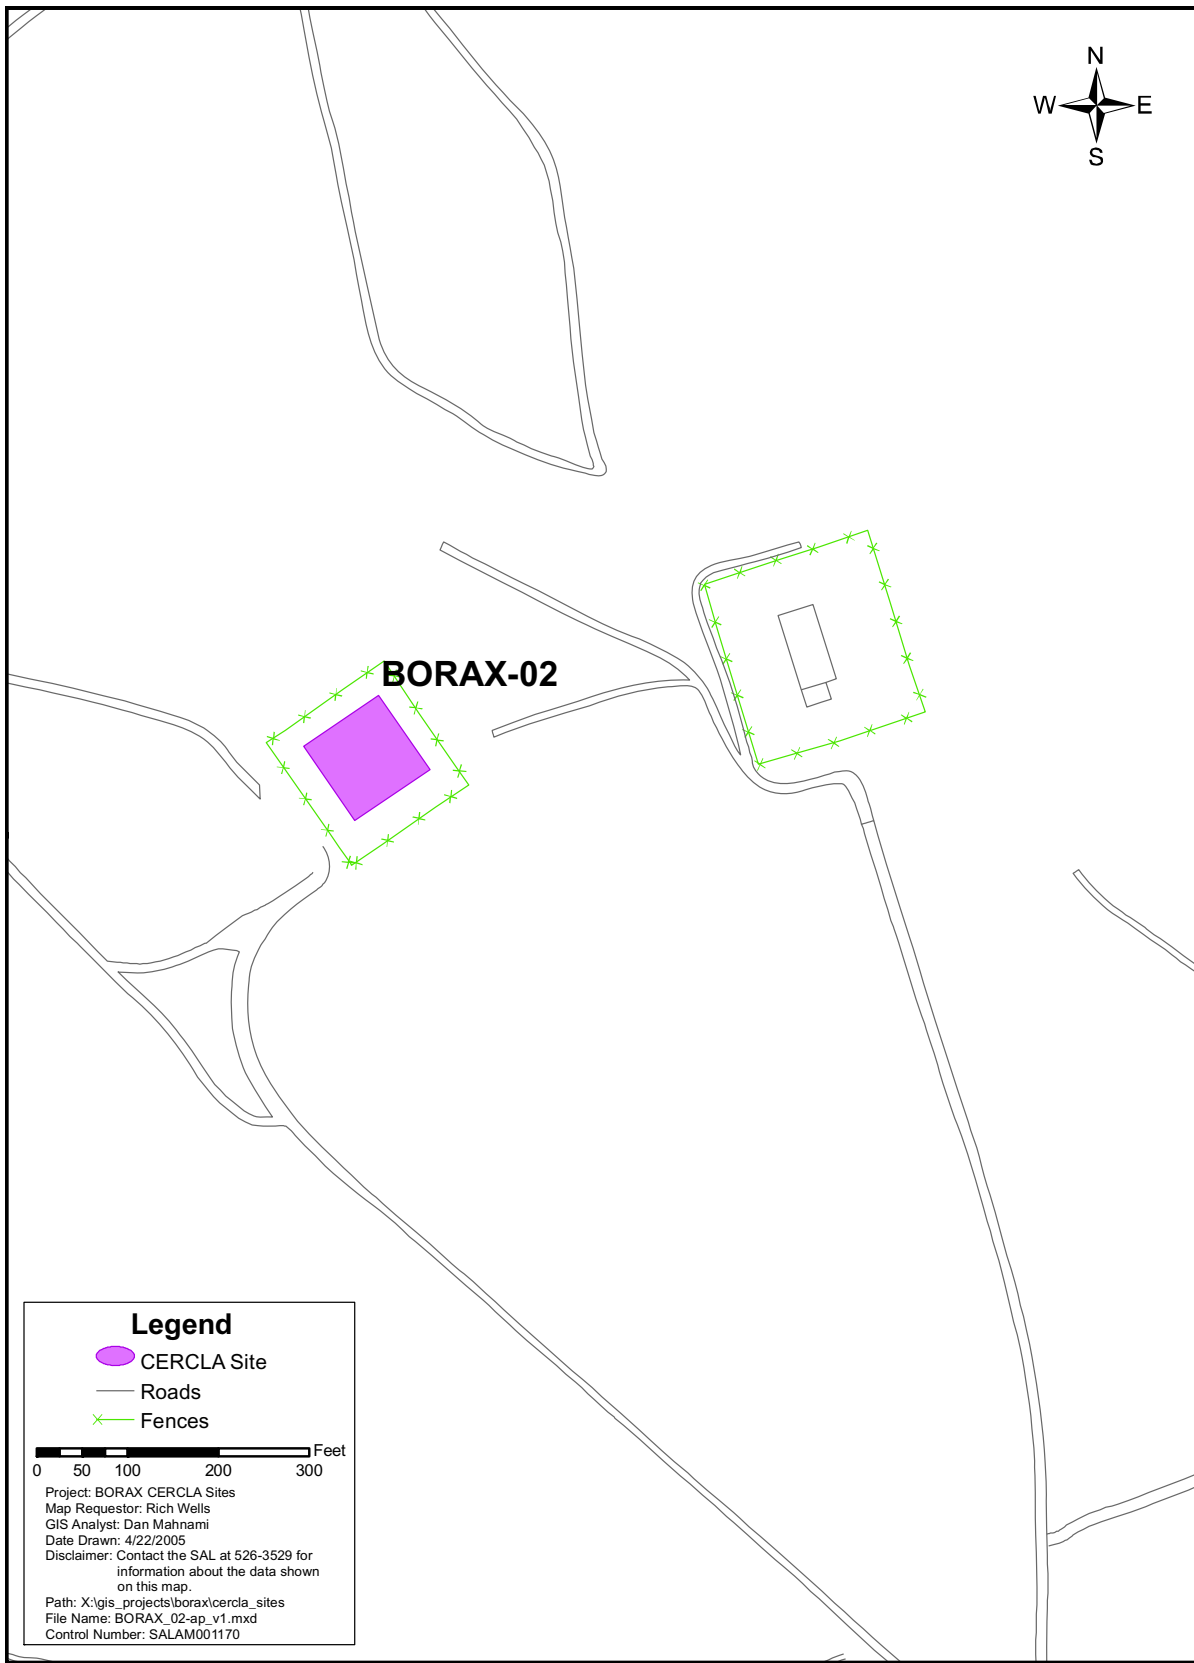 N
W E
S
BORAX-02
Legend
CERCLA Site
Roads
Fences
Feet
0 50 100 200 300
Project: BORAX CERCLA Sites
Map Requestor: Rich Wells
GIS Analyst: Dan Mahnami
Date Drawn: 4/22/2005
Disclaimer: Contact the SAL at 526-3529 for
information about the data shown
on this map.
Path: X:\gis_projects\borax\cercla_sites
File Name: BORAX_02-ap_v1.mxd
Control Number: SALAM001170